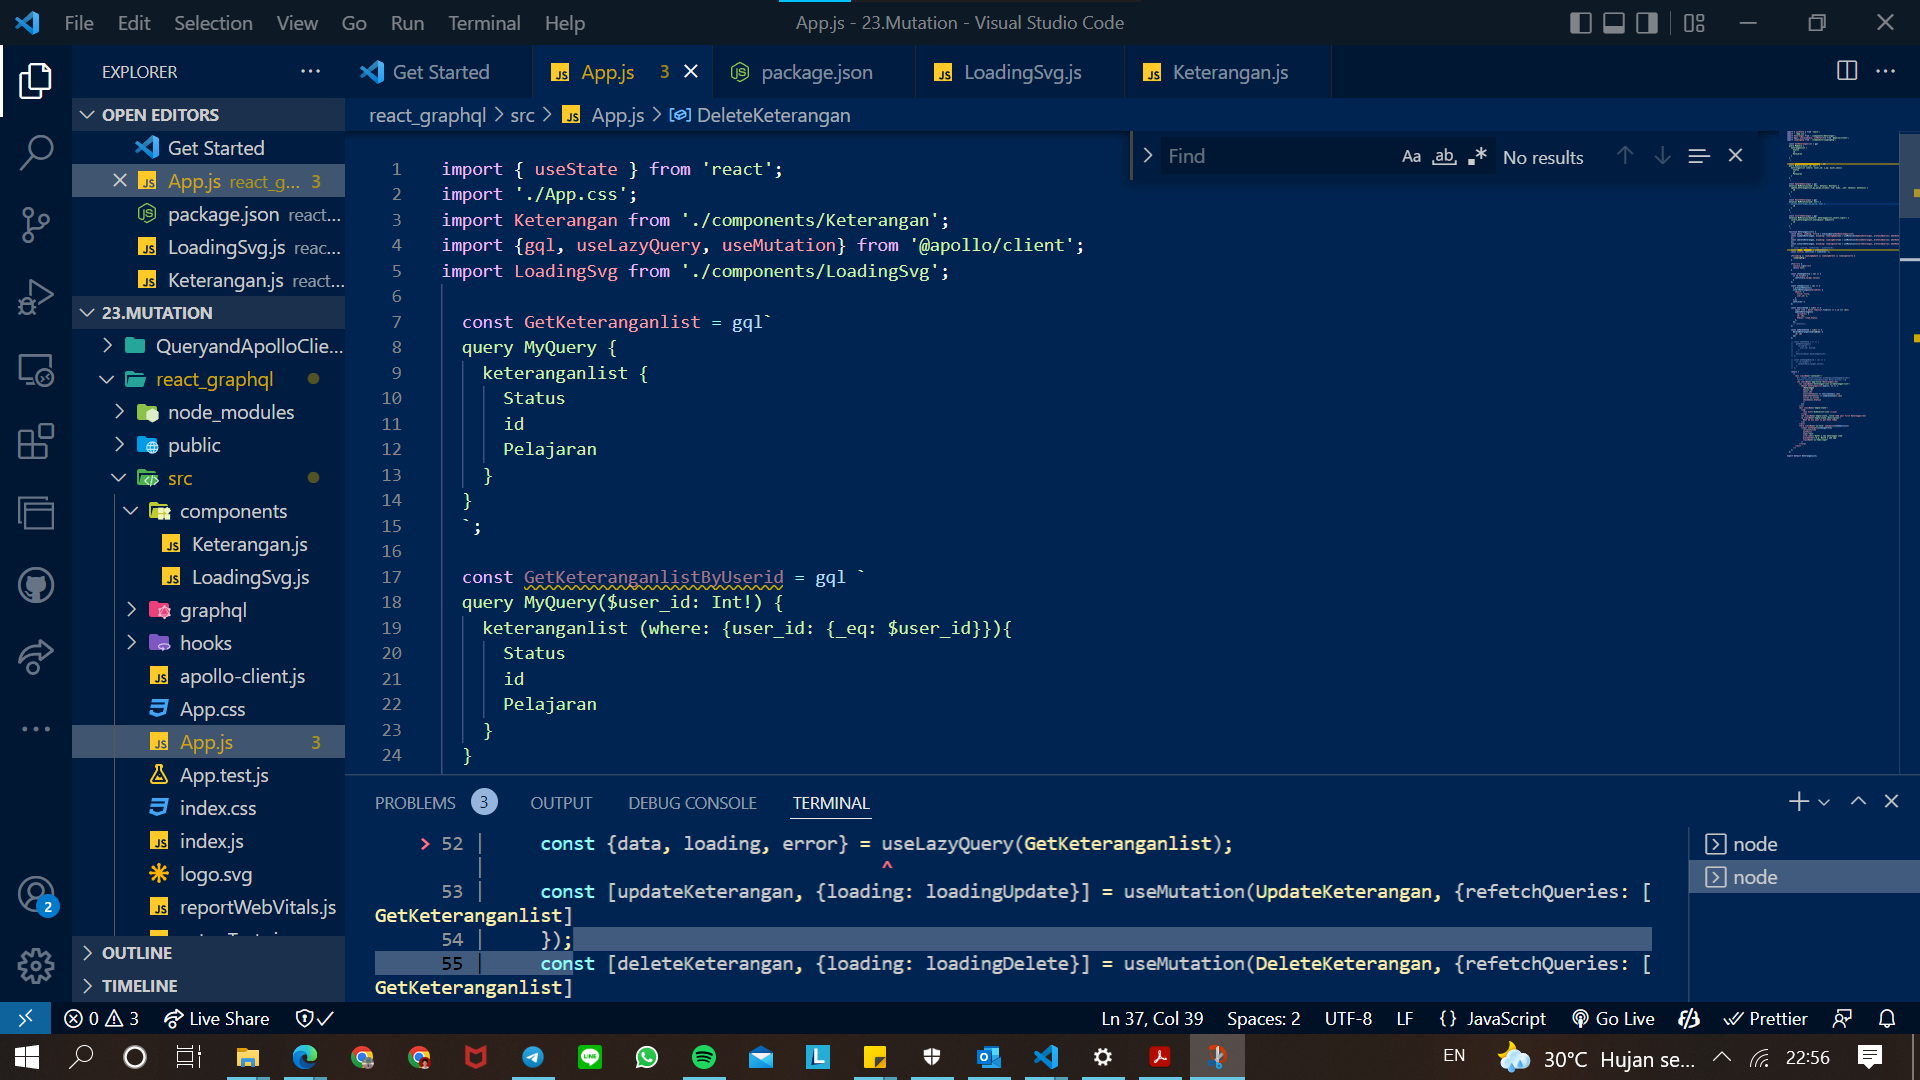 File Edit Selection View Go Run Terminal Help
App.js - 23.Mutation - Visual Studio Code
EXPLORER
Get Started
App.js 3
package.json
LoadingSvg.js
Keterangan.js
OPEN EDITORS
Get Started
App.js react_g... 3
package.json react...
LoadingSvg.js reac...
Keterangan.js react...
23.MUTATION
QueryandApolloClie...
react_graphql
node_modules
public
src
components
Keterangan.js
LoadingSvg.js
graphql
hooks
apollo-client.js
App.css
App.js 3
App.test.js
index.css
index.js
logo.svg
reportWebVitals.js
OUTLINE
TIMELINE
react_graphql > src > App.js > DeleteKeterangan
Find
Aa ab
No results
1 import { useState } from 'react';
2 import './App.css';
3 import Keterangan from './components/Keterangan';
4 import {gql, useLazyQuery, useMutation} from '@apollo/client';
5 import LoadingSvg from './components/LoadingSvg';
6
7 const GetKeteranganlist = gql`
8 query MyQuery {
9 keteranganlist {
10 Status
11 id
12 Pelajaran
13 }
14 }
15 `;
16
17 const GetKeteranganlistByUserid = gql `
18 query MyQuery($user_id: Int!) {
19 keteranganlist (where: {user_id: {_eq: $user_id}}){
20 Status
21 id
22 Pelajaran
23 }
24 }
PROBLEMS 3 OUTPUT DEBUG CONSOLE TERMINAL
> 52 | const {data, loading, error} = useLazyQuery(GetKeteranganlist);
| ^
53 | const [updateKeterangan, {loading: loadingUpdate}] = useMutation(UpdateKeterangan, {refetchQueries: [
GetKeteranganlist]
54 | });
55 | const [deleteKeterangan, {loading: loadingDelete}] = useMutation(DeleteKeterangan, {refetchQueries: [
GetKeteranganlist]
node
node
2
0 3 Live Share
Ln 37, Col 39 Spaces: 2 UTF-8 LF {} JavaScript Go Live Prettier
EN
30°C Hujan se...
22:56